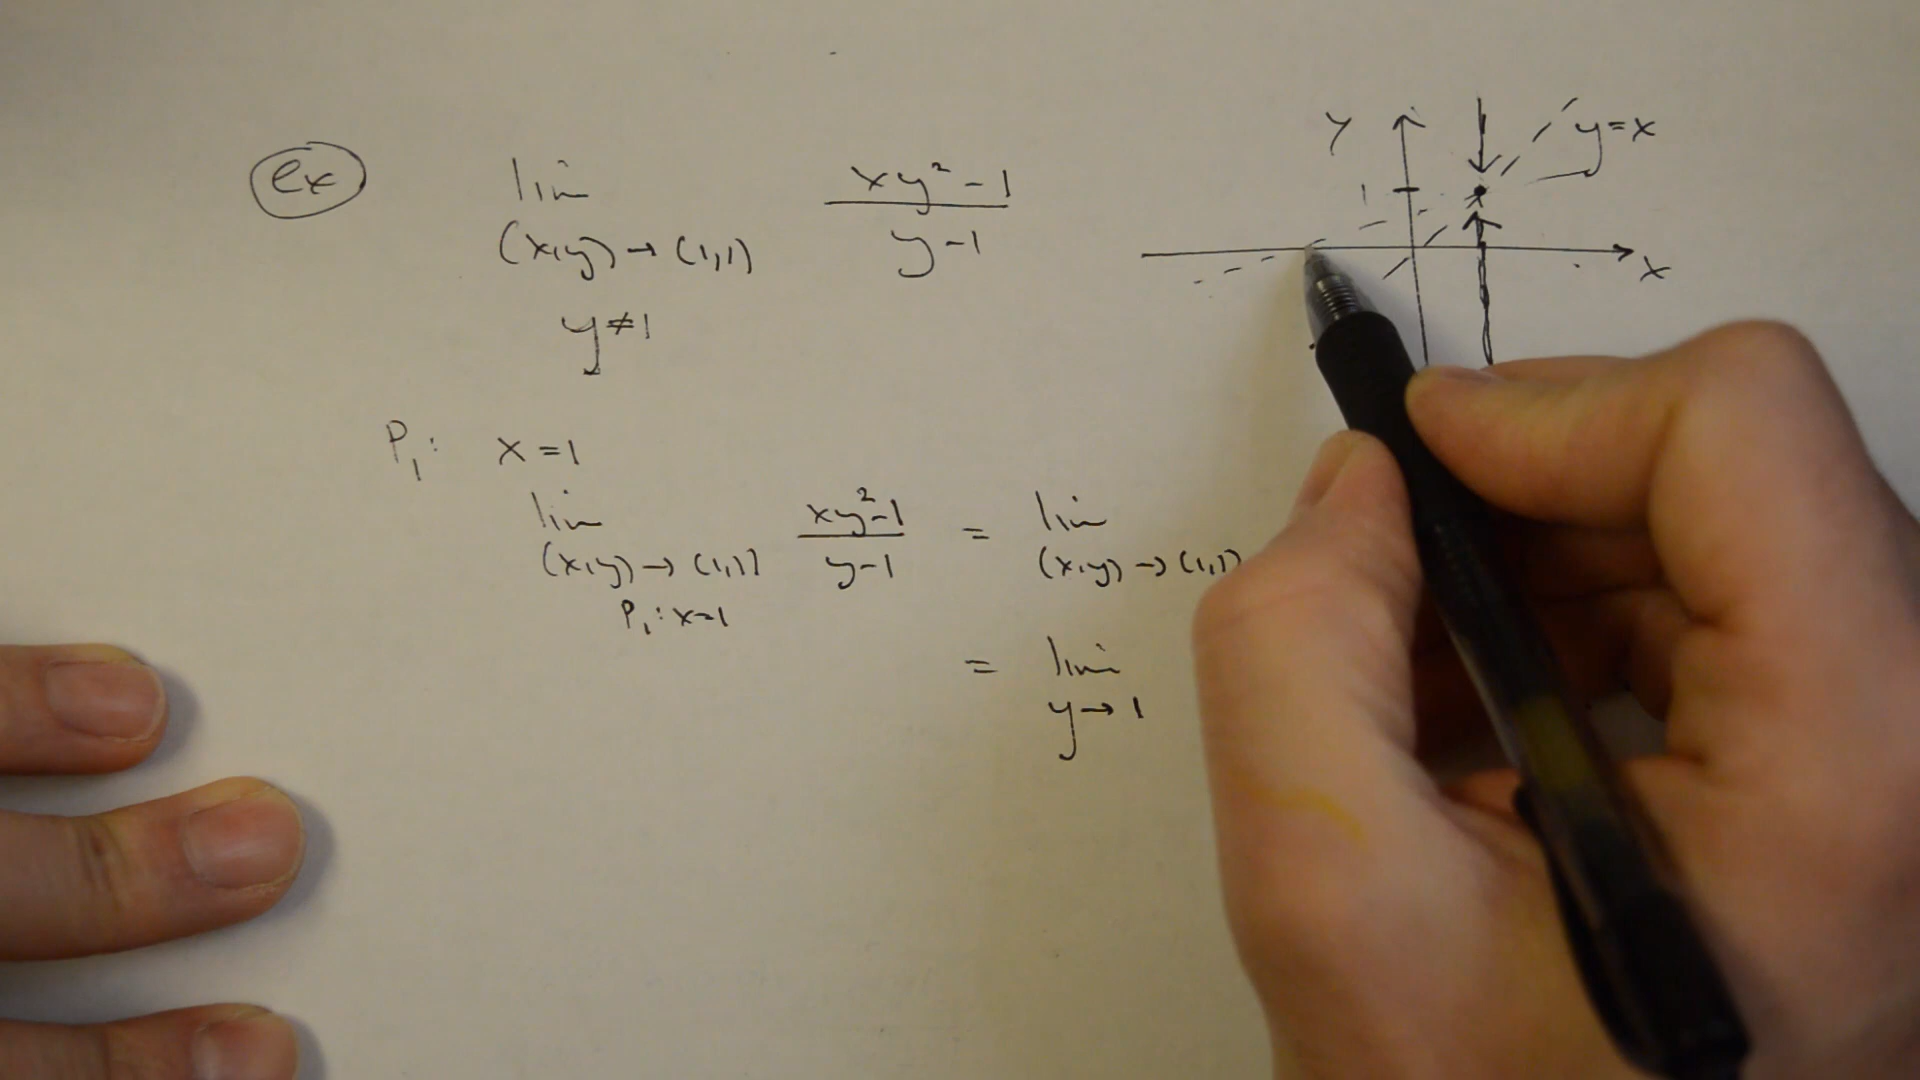 ex lim xy² - 1
(x,y) → (1,1) y - 1
y ≠ 1
y y = x
1
x
P₁: x = 1
lim xy² - 1 = lim
(x,y) → (1,1) y - 1 (x,y) → (1,1)
P₁: x = 1
= lim
y → 1